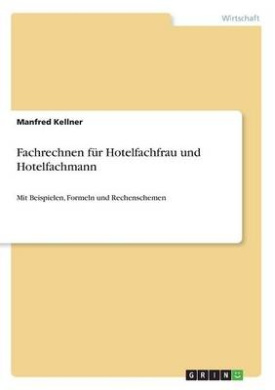 Wirtschaft
Manfred Kellner
Fachrechnen für Hotelfachfrau und
Hotelfachmann
Mit Beispielen, Formeln und Rechenschemen
GRIN